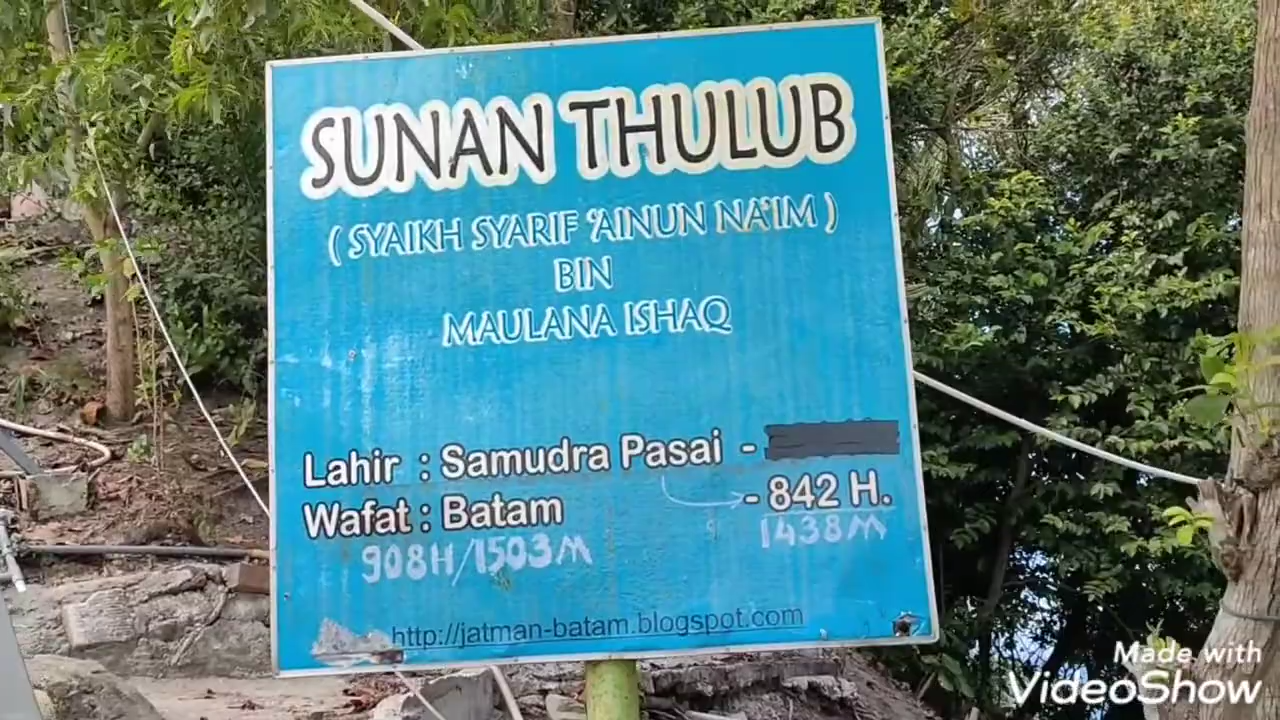 SUNAN THULUB
( SYAIKH SYARIF 'AINUN NA'IM )
BIN
MAULANA ISHAQ
Lahir : Samudra Pasai -
Wafat : Batam - 842 H.
908H/1503M 1438M
http://jatman-batam.blogspot.com
Made with
VideoShow